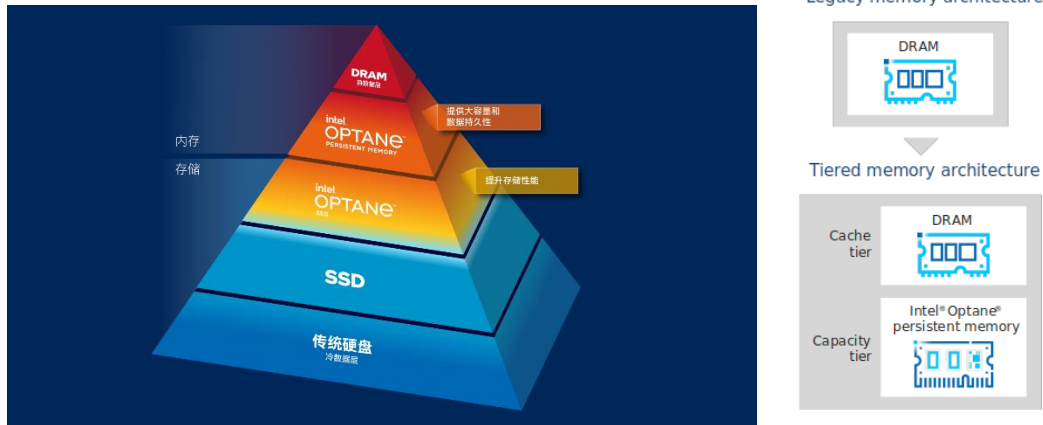 DRAM
热数据层
intel
OPTANE
PERSISTENT MEMORY
提供大容量和
数据持久性
内存
存储
intel
OPTANE
SSD
提升存储性能
SSD
传统硬盘
冷数据层
Legacy memory architecture
DRAM
Tiered memory architecture
Cache
tier
DRAM
Capacity
tier
Intel® Optane®
persistent memory